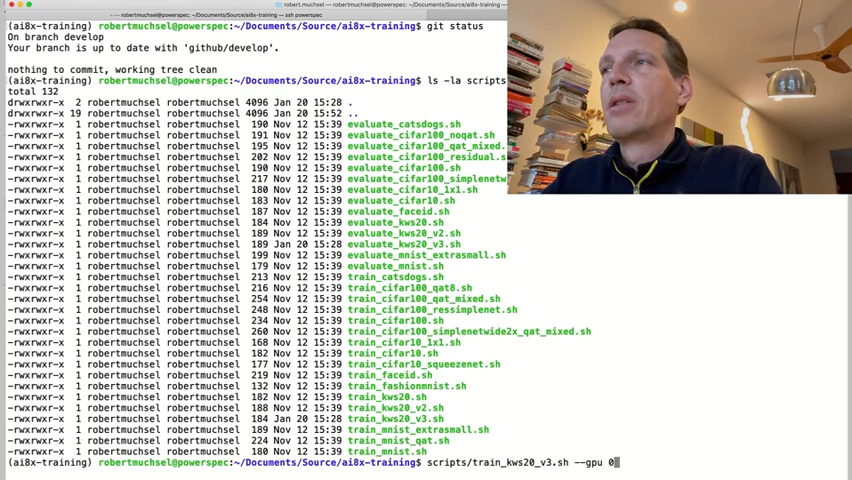 robert.muchsel — robertmuchsel@powerspec: ~/Documents/Source/ai8x-training —
~ — robertmuchsel@powerspec: ~/Documents/Source/ai8x-training — ssh powerspec
(ai8x-training) robertmuchsel@powerspec:~/Documents/Source/ai8x-training$ git status
On branch develop
Your branch is up to date with 'github/develop'.
nothing to commit, working tree clean
(ai8x-training) robertmuchsel@powerspec:~/Documents/Source/ai8x-training$ ls -la scripts
total 132
drwxrwxr-x 2 robertmuchsel robertmuchsel 4096 Jan 20 15:28 .
drwxrwxr-x 19 robertmuchsel robertmuchsel 4096 Jan 20 15:52 ..
-rwxrwxr-x 1 robertmuchsel robertmuchsel 190 Nov 12 15:39 evaluate_catsdogs.sh
-rwxrwxr-x 1 robertmuchsel robertmuchsel 191 Nov 12 15:39 evaluate_cifar100_noqat.sh
-rwxrwxr-x 1 robertmuchsel robertmuchsel 195 Nov 12 15:39 evaluate_cifar100_qat_mixed.
-rwxrwxr-x 1 robertmuchsel robertmuchsel 202 Nov 12 15:39 evaluate_cifar100_residual.s
-rwxrwxr-x 1 robertmuchsel robertmuchsel 190 Nov 12 15:39 evaluate_cifar100.sh
-rwxrwxr-x 1 robertmuchsel robertmuchsel 217 Nov 12 15:39 evaluate_cifar100_simplenetw
-rwxrwxr-x 1 robertmuchsel robertmuchsel 180 Nov 12 15:39 evaluate_cifar10_1x1.sh
-rwxrwxr-x 1 robertmuchsel robertmuchsel 183 Nov 12 15:39 evaluate_cifar10.sh
-rwxrwxr-x 1 robertmuchsel robertmuchsel 187 Nov 12 15:39 evaluate_faceid.sh
-rwxrwxr-x 1 robertmuchsel robertmuchsel 184 Nov 12 15:39 evaluate_kws20.sh
-rwxrwxr-x 1 robertmuchsel robertmuchsel 189 Nov 12 15:39 evaluate_kws20_v2.sh
-rwxrwxr-x 1 robertmuchsel robertmuchsel 189 Jan 20 15:28 evaluate_kws20_v3.sh
-rwxrwxr-x 1 robertmuchsel robertmuchsel 199 Nov 12 15:39 evaluate_mnist_extrasmall.sh
-rwxrwxr-x 1 robertmuchsel robertmuchsel 179 Nov 12 15:39 evaluate_mnist.sh
-rwxrwxr-x 1 robertmuchsel robertmuchsel 213 Nov 12 15:39 train_catsdogs.sh
-rwxrwxr-x 1 robertmuchsel robertmuchsel 216 Nov 12 15:39 train_cifar100_qat8.sh
-rwxrwxr-x 1 robertmuchsel robertmuchsel 254 Nov 12 15:39 train_cifar100_qat_mixed.sh
-rwxrwxr-x 1 robertmuchsel robertmuchsel 248 Nov 12 15:39 train_cifar100_ressimplenet.sh
-rwxrwxr-x 1 robertmuchsel robertmuchsel 234 Nov 12 15:39 train_cifar100.sh
-rwxrwxr-x 1 robertmuchsel robertmuchsel 260 Nov 12 15:39 train_cifar100_simplenetwide2x_qat_mixed.sh
-rwxrwxr-x 1 robertmuchsel robertmuchsel 168 Nov 12 15:39 train_cifar10_1x1.sh
-rwxrwxr-x 1 robertmuchsel robertmuchsel 182 Nov 12 15:39 train_cifar10.sh
-rwxrwxr-x 1 robertmuchsel robertmuchsel 177 Nov 12 15:39 train_cifar10_squeezenet.sh
-rwxrwxr-x 1 robertmuchsel robertmuchsel 219 Nov 12 15:39 train_faceid.sh
-rwxrwxr-x 1 robertmuchsel robertmuchsel 132 Nov 12 15:39 train_fashionmnist.sh
-rwxrwxr-x 1 robertmuchsel robertmuchsel 182 Nov 12 15:39 train_kws20.sh
-rwxrwxr-x 1 robertmuchsel robertmuchsel 188 Nov 12 15:39 train_kws20_v2.sh
-rwxrwxr-x 1 robertmuchsel robertmuchsel 184 Jan 20 15:28 train_kws20_v3.sh
-rwxrwxr-x 1 robertmuchsel robertmuchsel 189 Nov 12 15:39 train_mnist_extrasmall.sh
-rwxrwxr-x 1 robertmuchsel robertmuchsel 224 Nov 12 15:39 train_mnist_qat.sh
-rwxrwxr-x 1 robertmuchsel robertmuchsel 150 Nov 12 15:39 train_mnist.sh
(ai8x-training) robertmuchsel@powerspec:~/Documents/Source/ai8x-training$ scripts/train_kws20_v3.sh --gpu 0